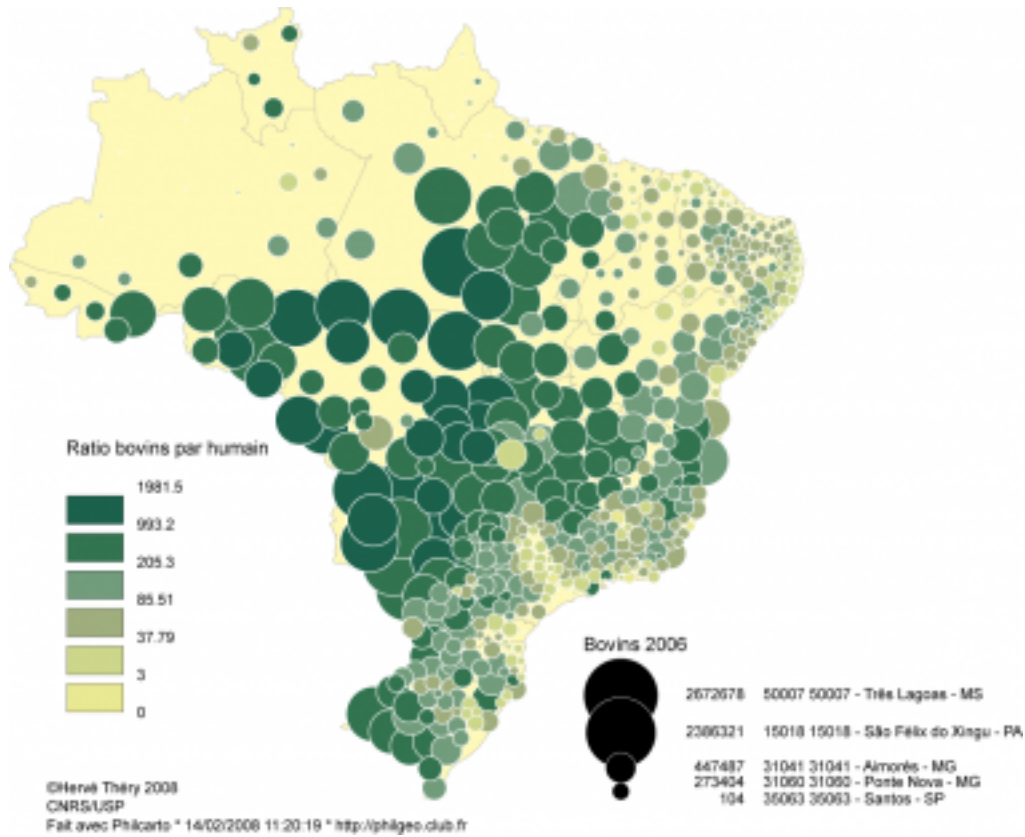 Ratio bovins par humain
1981.5
993.2
205.3
85.51
37.79
3
0
Bovins 2006
2672678 50007 50007 - Três Lagoas - MS
2386321 15018 15018 - São Félix do Xingu - PA
447487 31041 31041 - Aimorés - MG
273404 31060 31060 - Ponte Nova - MG
104 35063 35063 - Santos - SP
©Hervé Théry 2008
CNRS/USP
Fait avec Philcarto * 14/02/2008 11:20:19 * http://philgeo.club.fr